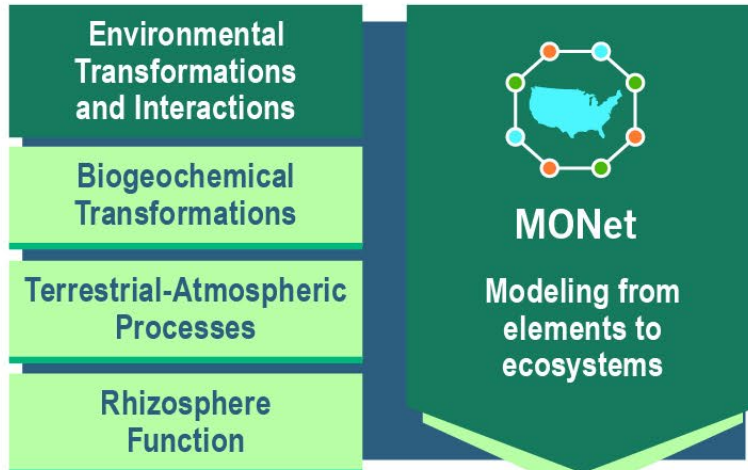 Environmental
Transformations
and Interactions
Biogeochemical
Transformations
Terrestrial-Atmospheric
Processes
Rhizosphere
Function
MONet
Modeling from
elements to
ecosystems